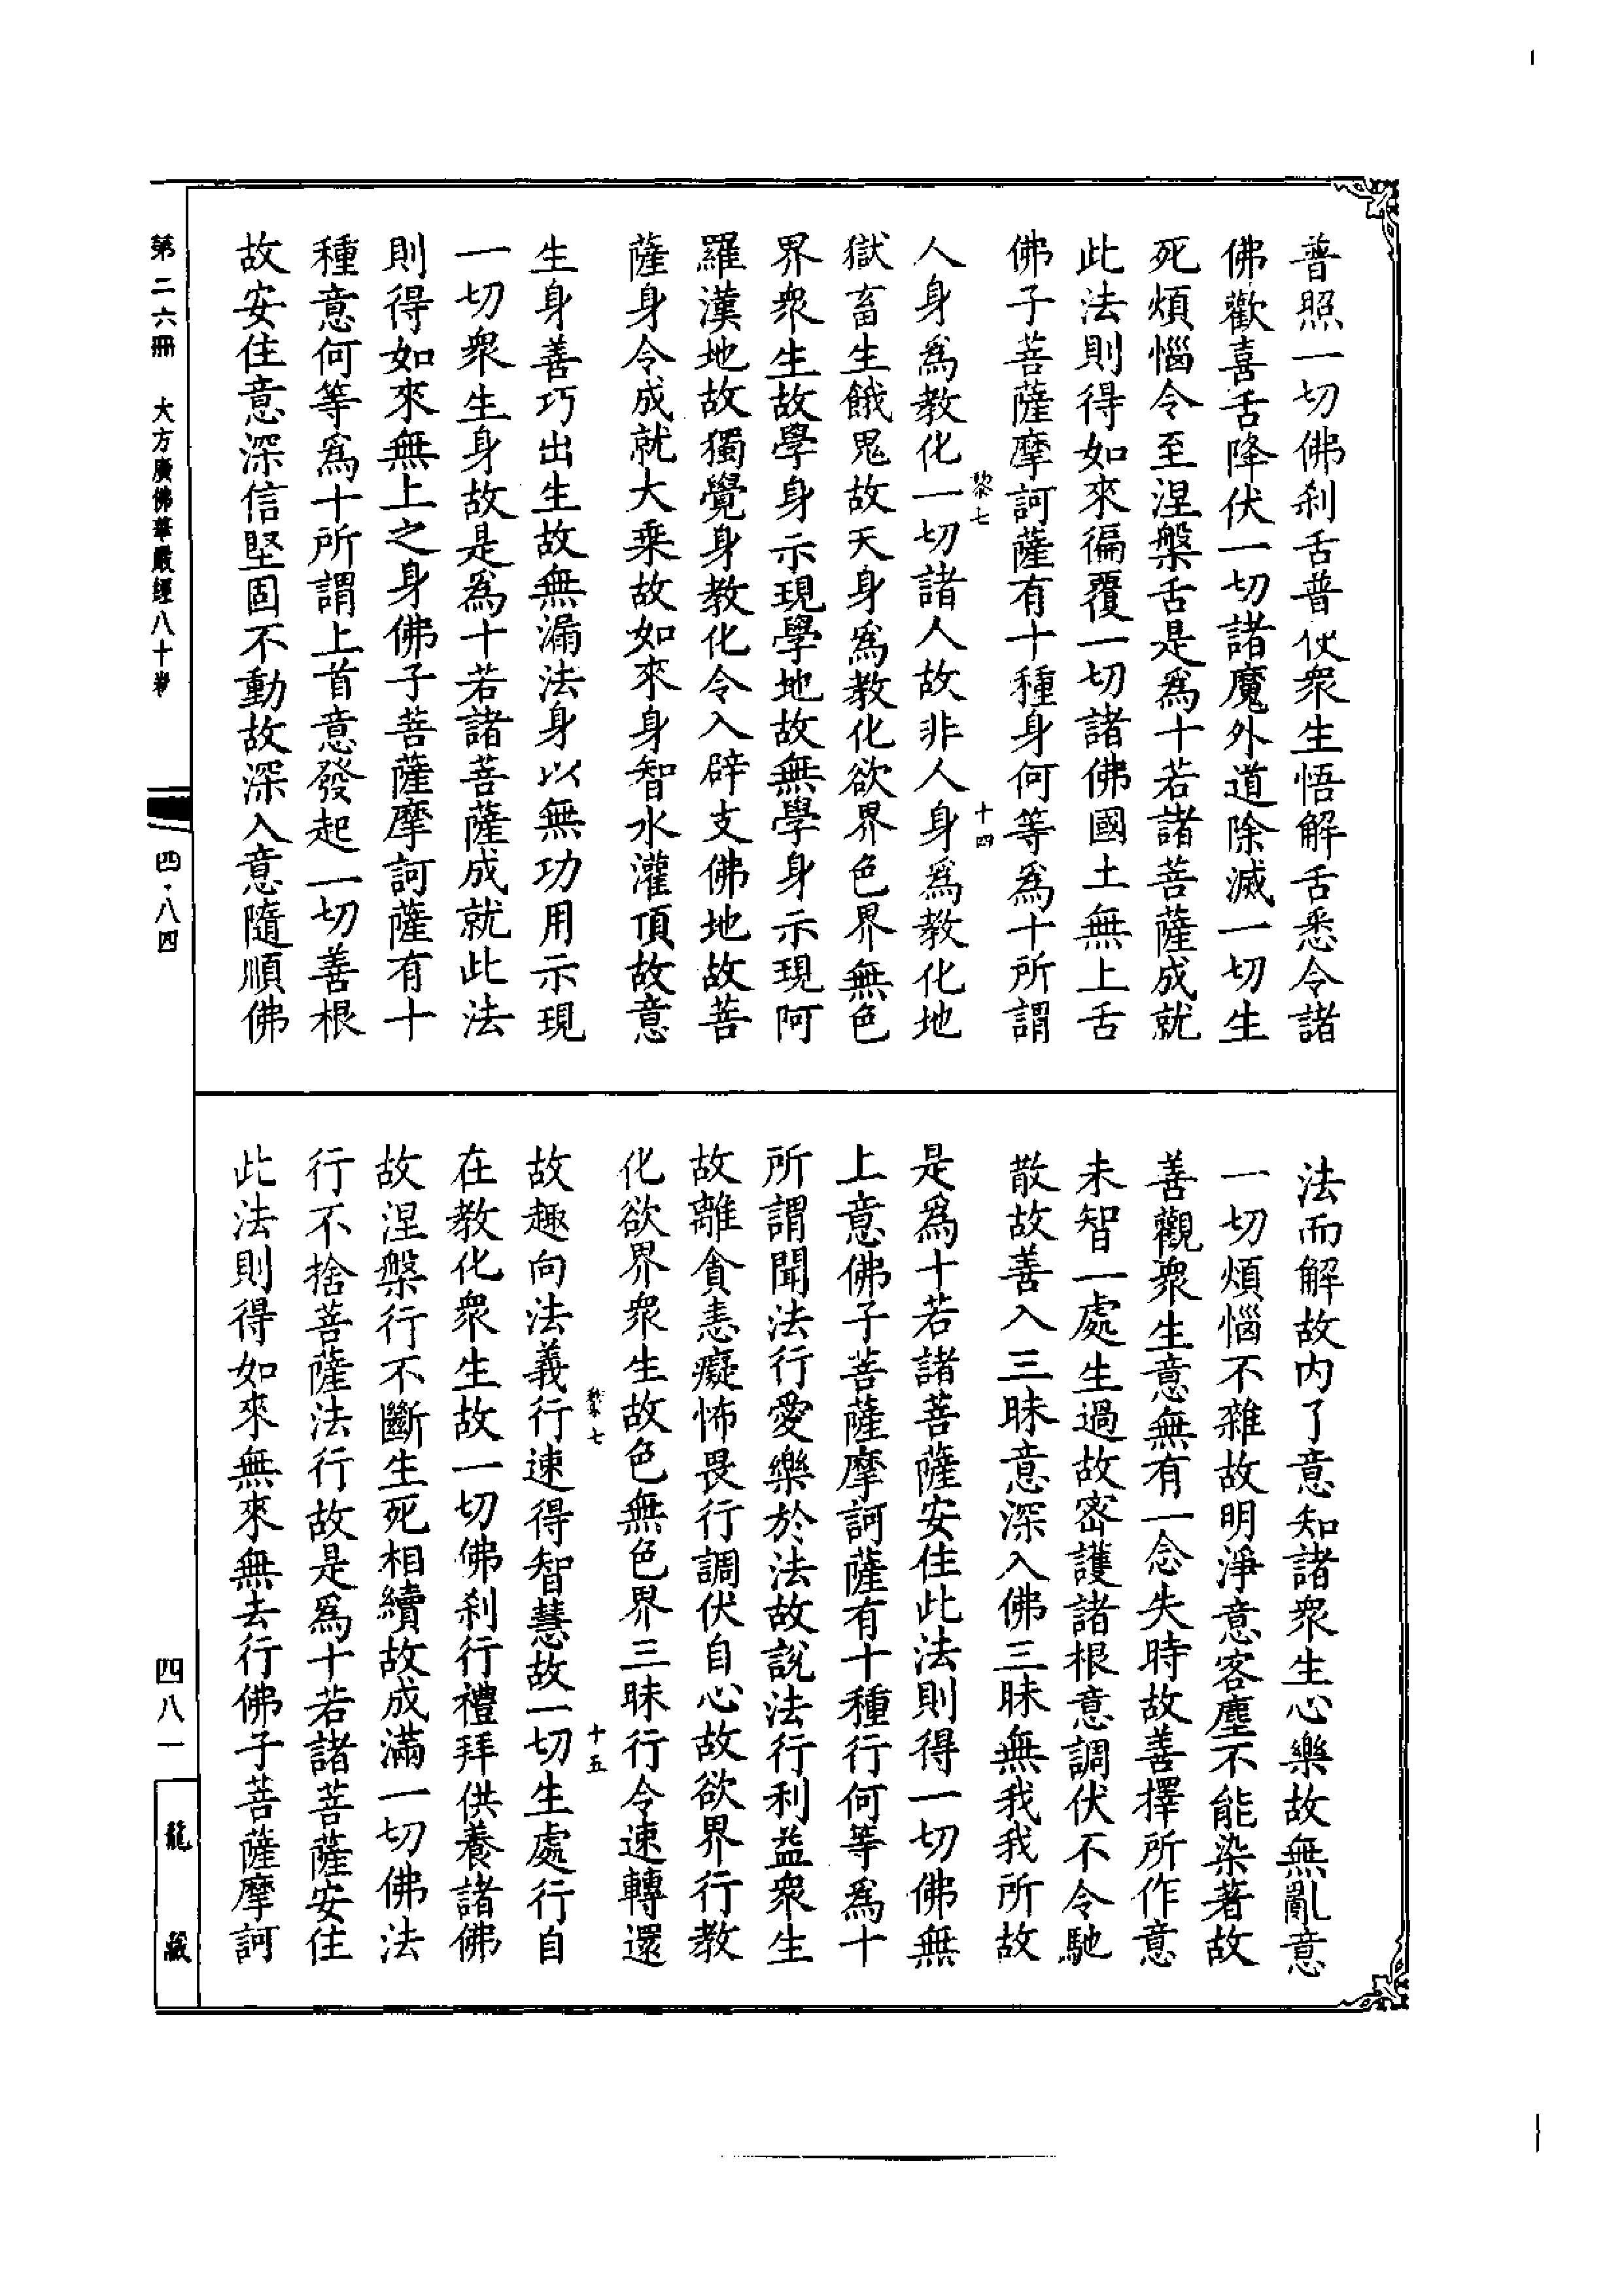 普照一切佛刹舌普使衆生悟解舌悉令諸
佛歡喜舌降伏一切諸魔外道除滅一切生
死煩惱令至涅槃舌是爲十若諸菩薩成就
此法則得如來徧覆一切諸佛國土無上舌
佛子菩薩摩訶薩有十種身何等爲十所謂
黎七 十四
人身爲教化一切諸人故非人身爲教化地
獄畜生餓鬼故天身爲教化欲界色界無色
界衆生故學身示現學地故無學身示現阿
羅漢地故獨覺身教化令入辟支佛地故菩
薩身令成就大乗故如來身智水灌頂故意
生身善巧出生故無漏法身以無功用示現
一切衆生身故是爲十若諸菩薩成就此法
則得如來無上之身佛子菩薩摩訶薩有十
種意何等爲十所謂上首意發起一切善根
故安住意深信堅固不動故深入意隨順佛
法而解故内了意知諸衆生心樂故無亂意
一切煩惱不雜故明淨意客塵不能染著故
善觀衆生意無有一念失時故善擇所作意
未智一處生過故密護諸根意調伏不令馳
散故善入三昧意深入佛三昧無我我所故
是爲十若諸菩薩安住此法則得一切佛無
上意佛子菩薩摩訶薩有十種行何等爲十
所謂聞法行愛樂於法故說法行利益衆生
故離貪恚癡怖畏行調伏自心故欲界行教
化欲界衆生故色無色界三昧行令速轉還
黎七 十五
故趣向法義行速得智慧故一切生處行自
在教化衆生故一切佛刹行禮拜供養諸佛
故涅槃行不斷生死相續故成滿一切佛法
行不捨菩薩法行故是爲十若諸菩薩安住
此法則得如來無來無去行佛子菩薩摩訶
第二六冊 大方廣佛華嚴經八十卷
四·八四
四八一
龍藏